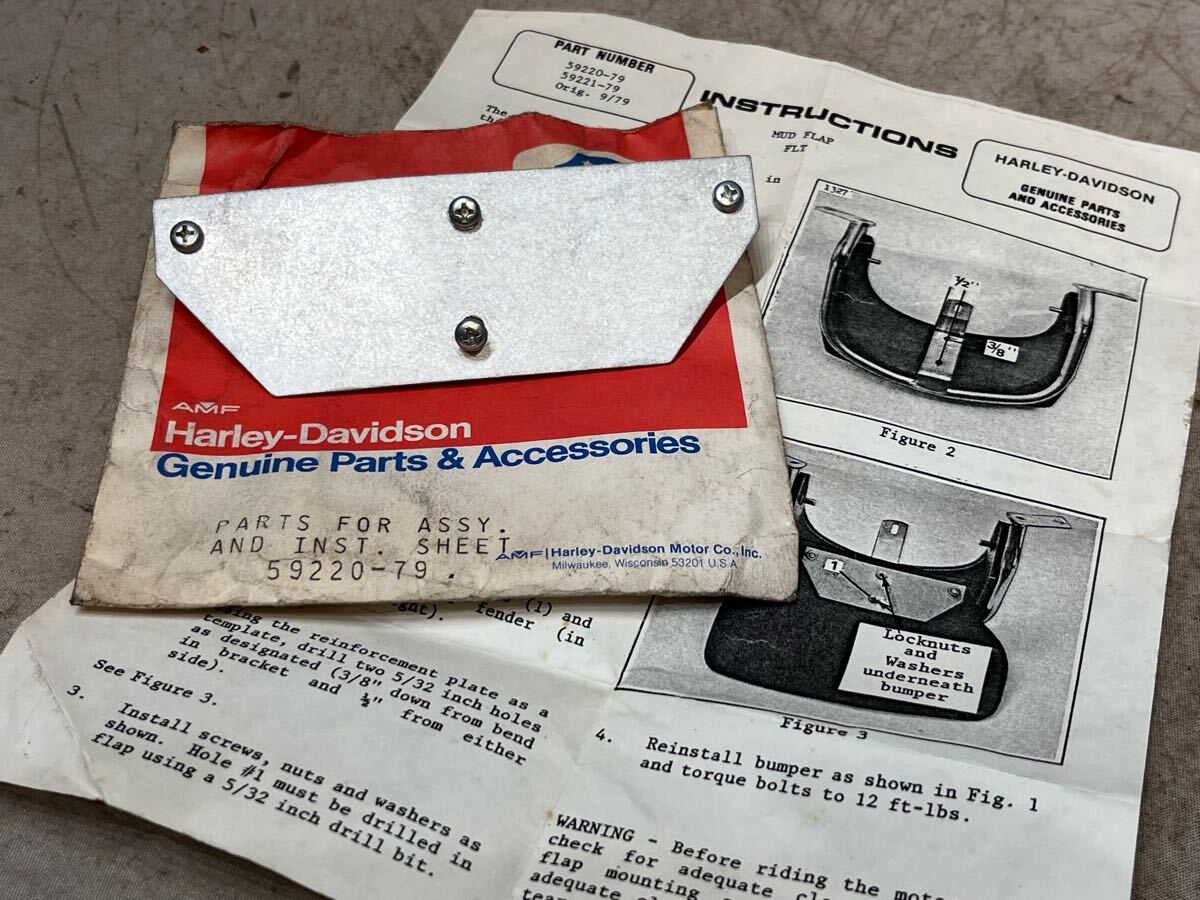 PART NUMBER
59220-79
59221-79
Orig. 9/79
INSTRUCTIONS
MUD FLAP
FLT
The
in
HARLEY-DAVIDSON
GENUINE PARTS
AND ACCESSORIES
1327
1/2"
3/8"
Figure 2
AMF
Harley-Davidson
Genuine Parts & Accessories
PARTS FOR ASSY.
AND INST. SHEET
59220-79.
AMF | Harley-Davidson Motor Co., Inc.
Milwaukee, Wisconsin 53201 U.S.A
1
Locknuts
and
Washers
underneath
bumper
Figure 3
(1) and
fender (in
using the reinforcement plate as a
template, drill two 5/32 inch holes
as designated (3/8" down from bend
in bracket and ½" from either
side).
See Figure 3.
3. Install screws, nuts and washers as
shown. Hole #1 must be drilled in
flap using a 5/32 inch drill bit.
4. Reinstall bumper as shown in Fig. 1
and torque bolts to 12 ft-lbs.
WARNING - Before riding the
check for adequate
flap mounting
adequate